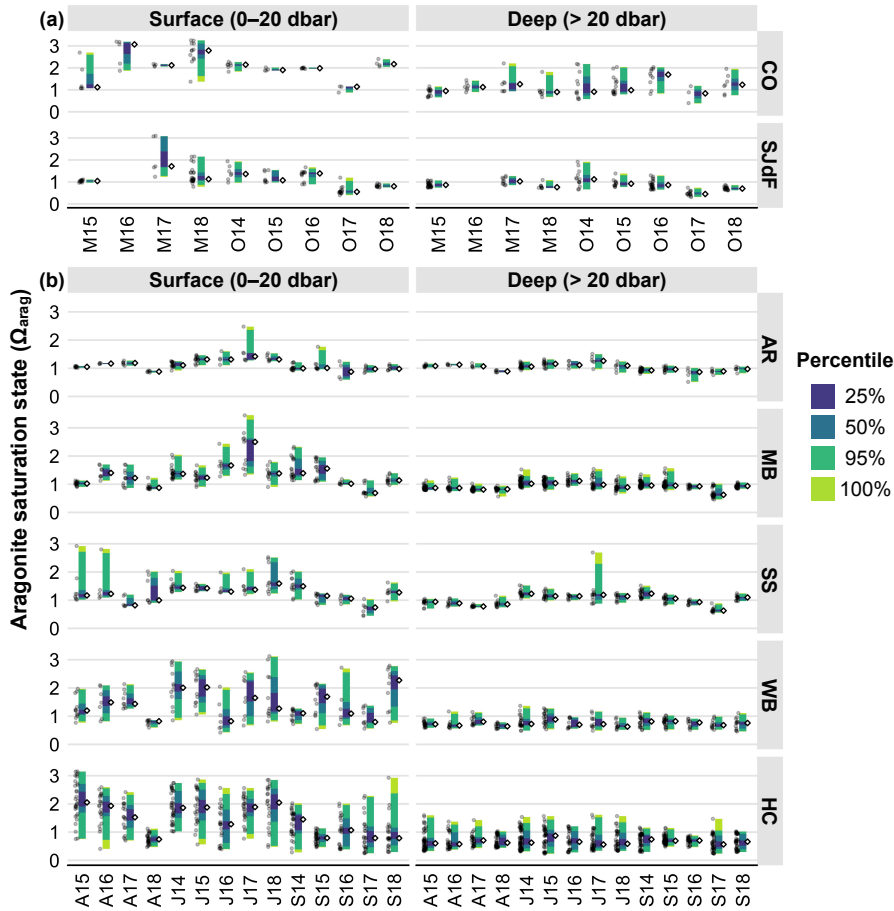 (a) Surface (0–20 dbar) Deep (> 20 dbar)
3
2
1
0
CO
3
2
1
0
SJdF
M15 M16 M17 M18 O14 O15 O16 O17 O18 M15 M16 M17 M18 O14 O15 O16 O17 O18
(b) Surface (0–20 dbar) Deep (> 20 dbar)
Aragonite saturation state (Ωarag)
3
2
1
0
AR
3
2
1
0
MB
3
2
1
0
SS
3
2
1
0
WB
3
2
1
0
HC
A15 A16 A17 A18 J14 J15 J16 J17 J18 S14 S15 S16 S17 S18 A15 A16 A17 A18 J14 J15 J16 J17 J18 S14 S15 S16 S17 S18
Percentile
25%
50%
95%
100%